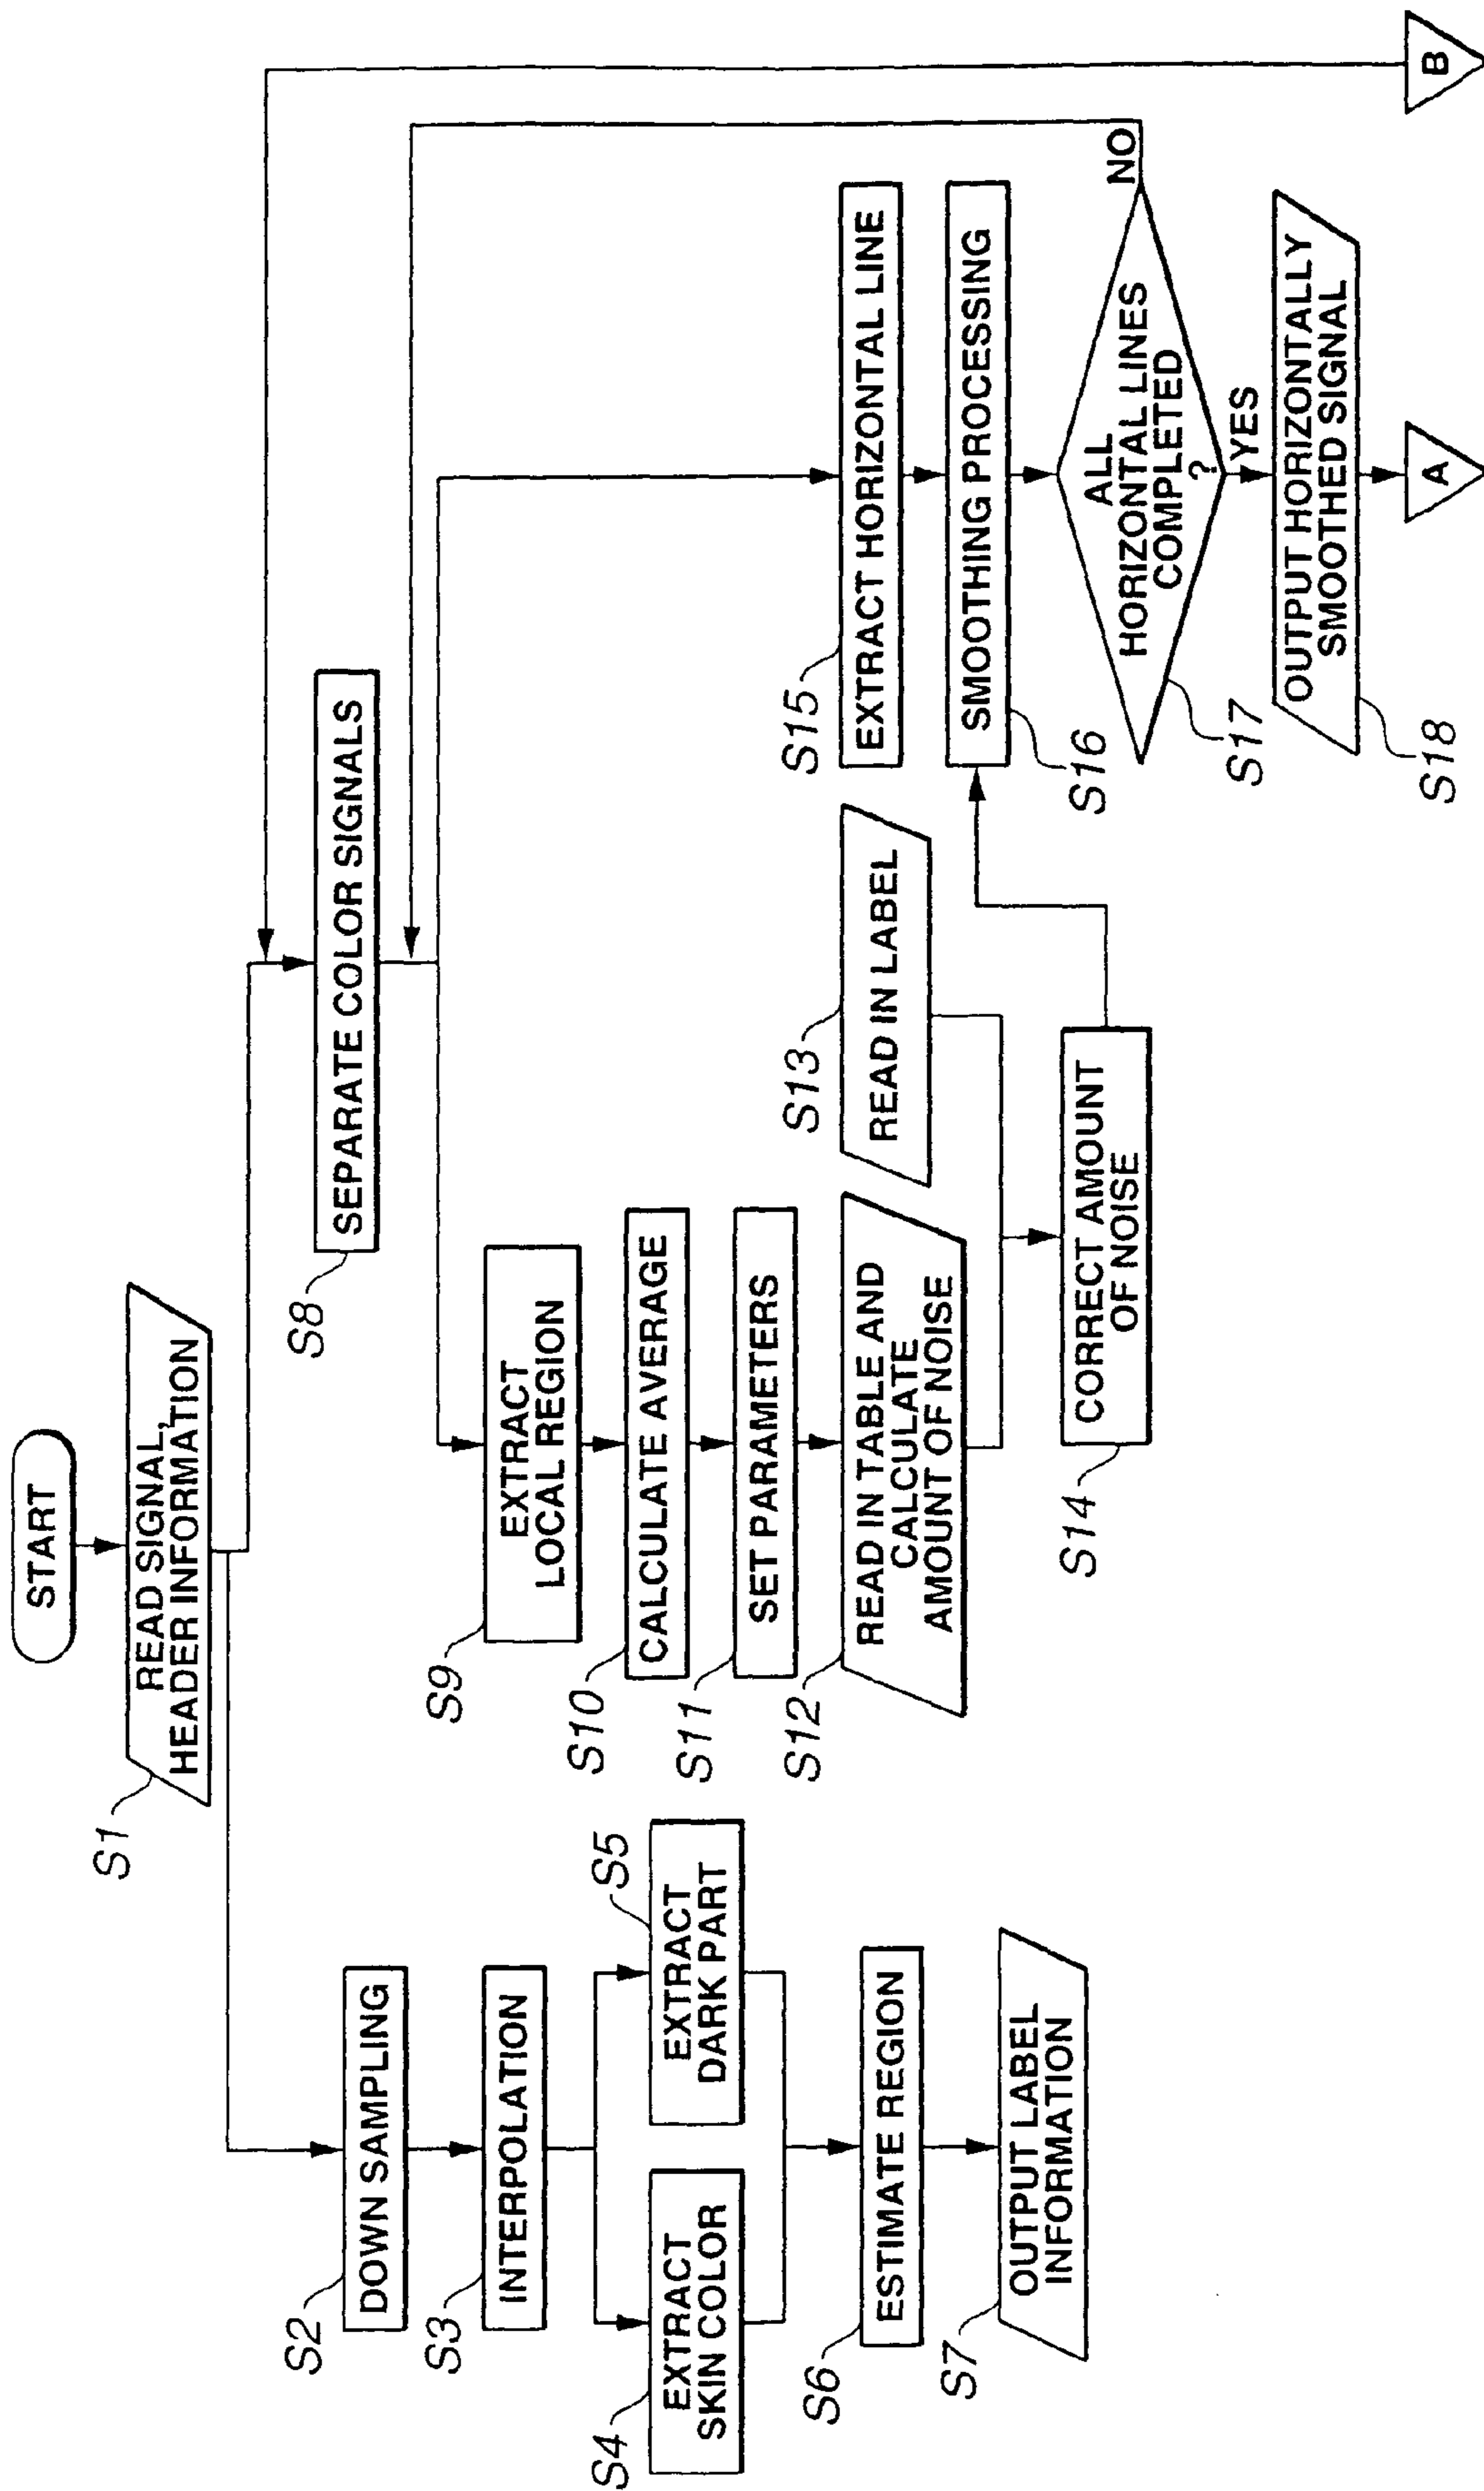 START
S1
READ SIGNAL,
HEADER INFORMATION
S2
DOWN SAMPLING
S3
INTERPOLATION
S4
EXTRACT
SKIN COLOR
S5
EXTRACT
DARK PART
S6
ESTIMATE REGION
S7
OUTPUT LABEL
INFORMATION
S8
SEPARATE COLOR SIGNALS
S9
EXTRACT
LOCAL REGION
S10
CALCULATE AVERAGE
S11
SET PARAMETERS
S12
READ IN TABLE AND
CALCULATE
AMOUNT OF NOISE
S13
READ IN LABEL
S14
CORRECT AMOUNT
OF NOISE
S15
EXTRACT HORIZONTAL LINE
S16
SMOOTHING PROCESSING
S17
ALL
HORIZONTAL LINES
COMPLETED
?
NO
YES
S18
OUTPUT HORIZONTALLY
SMOOTHED SIGNAL
A
B